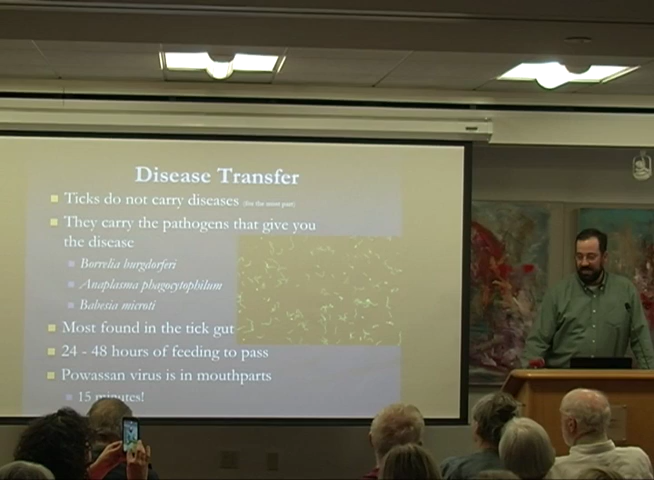 Disease Transfer
Ticks do not carry diseases (for the most part)
They carry the pathogens that give you
the disease
Borrelia burgdorferi
Anaplasma phagocytophilum
Babesia microti
Most found in the tick gut
24 - 48 hours of feeding to pass
Powassan virus is in mouthparts
15 minutes!